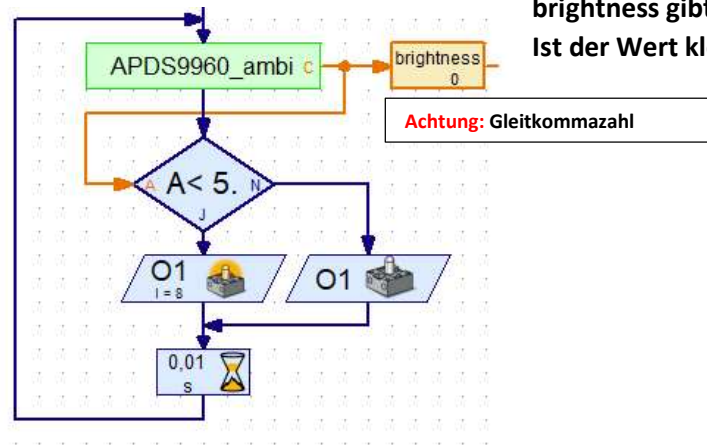 brightness gibt
Ist der Wert kl
APDS9960_ambi C
brightness
0
Achtung: Gleitkommazahl
A
A< 5. N
J
O1
I = 8
O1
0,01
s